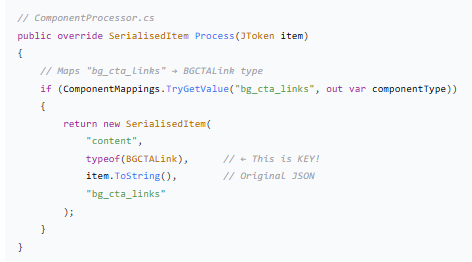 // ComponentProcessor.cs
public override SerialisedItem Process(JToken item)
{
    // Maps "bg_cta_links" → BGCTALink type
    if (ComponentMappings.TryGetValue("bg_cta_links", out var componentType))
    {
        return new SerialisedItem(
            "content",
            typeof(BGCTALink),      // ← This is KEY!
            item.ToString(),        // Original JSON
            "bg_cta_links"
        );
    }
}